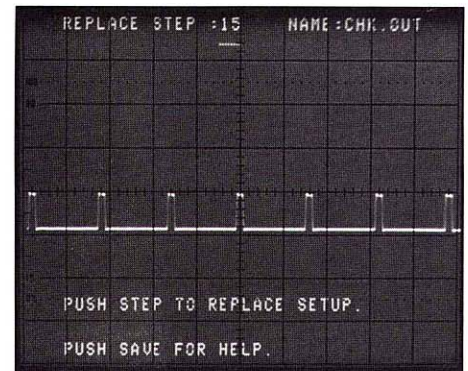 REPLACE STEP :15 NAME:CHK.OUT
PUSH STEP TO REPLACE SETUP.
PUSH SAVE FOR HELP.